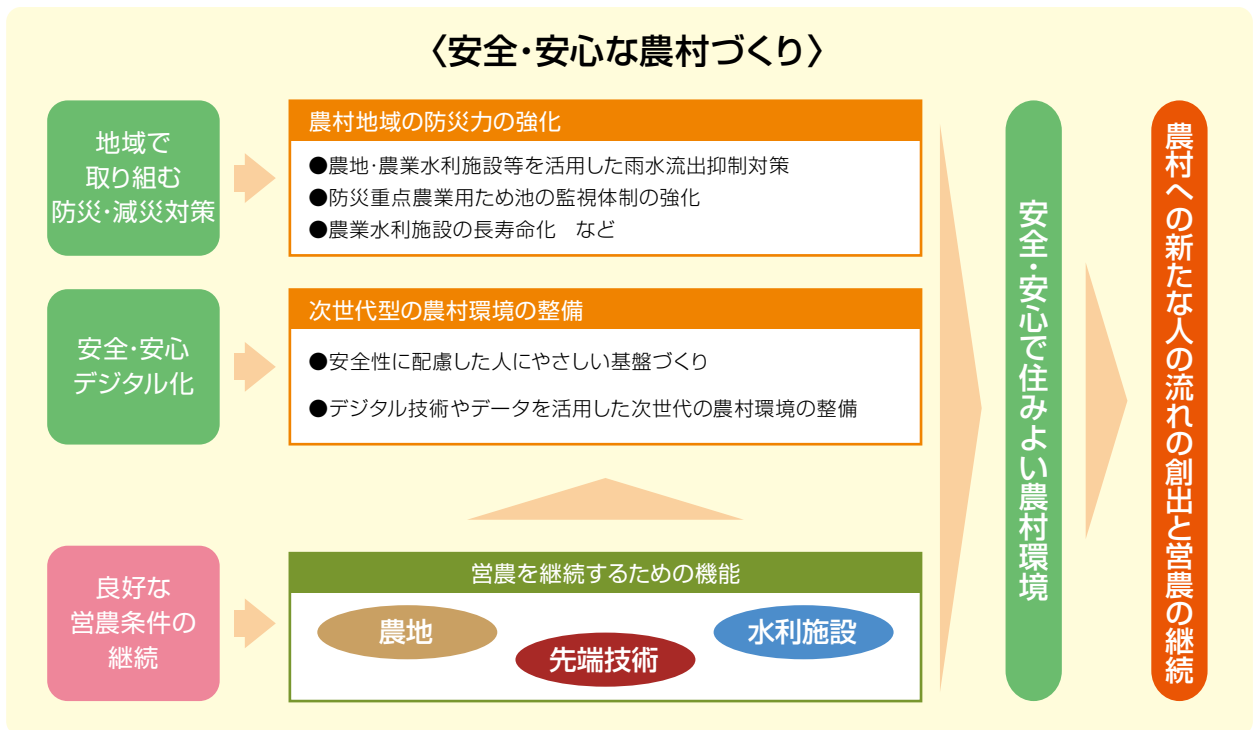 〈安全・安心な農村づくり〉
地域で
取り組む
防災・減災対策
農村地域の防災力の強化
●農地・農業水利施設等を活用した雨水流出抑制対策
●防災重点農業用ため池の監視体制の強化
●農業水利施設の長寿命化　など
安全・安心
デジタル化
次世代型の農村環境の整備
●安全性に配慮した人にやさしい基盤づくり
●デジタル技術やデータを活用した次世代の農村環境の整備
良好な
営農条件の
継続
営農を継続するための機能
農地
先端技術
水利施設
安全・安心で住みよい農村環境
農村への新たな人の流れの創出と営農の継続